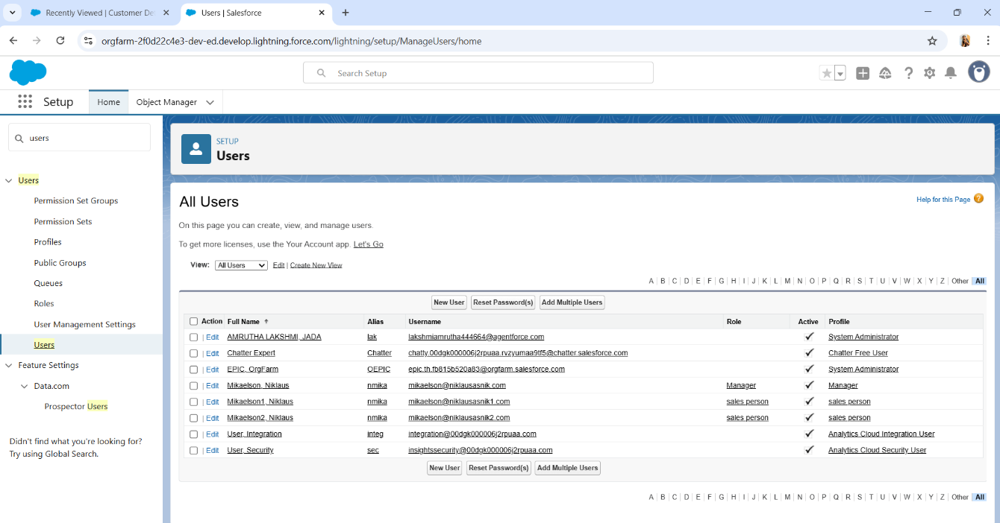 Recently Viewed | Customer De
Users | Salesforce
orgfarm-2f0d22c4e3-dev-ed.develop.lightning.force.com/lightning/setup/ManageUsers/home
Search Setup
Setup
Home
Object Manager
users
Users
Permission Set Groups
Permission Sets
Profiles
Public Groups
Queues
Roles
User Management Settings
Users
Feature Settings
Data.com
Prospector Users
Didn't find what you're looking for?
Try using Global Search.
SETUP
Users
All Users
Help for this Page ?
On this page you can create, view, and manage users.
To get more licenses, use the Your Account app. Let's Go
View: All Users Edit | Create New View
A | B | C | D | E | F | G | H | I | J | K | L | M | N | O | P | Q | R | S | T | U | V | W | X | Y | Z | Other | All
New User Reset Password(s) Add Multiple Users
Action Full Name ↑ Alias Username Role Active Profile
| Edit AMRUTHA LAKSHMI, JADA lak lakshmiamrutha444664@agentforce.com ✓ System Administrator
| Edit Chatter Expert Chatter chatty.00dgk000006j2rpuaa.rvzyumaa9tf5@chatter.salesforce.com ✓ Chatter Free User
| Edit EPIC, OrgFarm OEPIC epic.th.fb815b520a83@orgfarm.salesforce.com ✓ System Administrator
| Edit Mikaelson, Niklaus nmika mikaelson@niklausasnik.com Manager ✓ Manager
| Edit Mikaelson1, Niklaus nmika mikaelson@niklausasnik1.com sales person ✓ sales person
| Edit Mikaelson2, Niklaus nmika mikaelson@niklausasnik2.com sales person ✓ sales person
| Edit User, Integration integ integration@00dgk000006j2rpuaa.com ✓ Analytics Cloud Integration User
| Edit User, Security sec insightssecurity@00dgk000006j2rpuaa.com ✓ Analytics Cloud Security User
New User Reset Password(s) Add Multiple Users
A | B | C | D | E | F | G | H | I | J | K | L | M | N | O | P | Q | R | S | T | U | V | W | X | Y | Z | Other | All